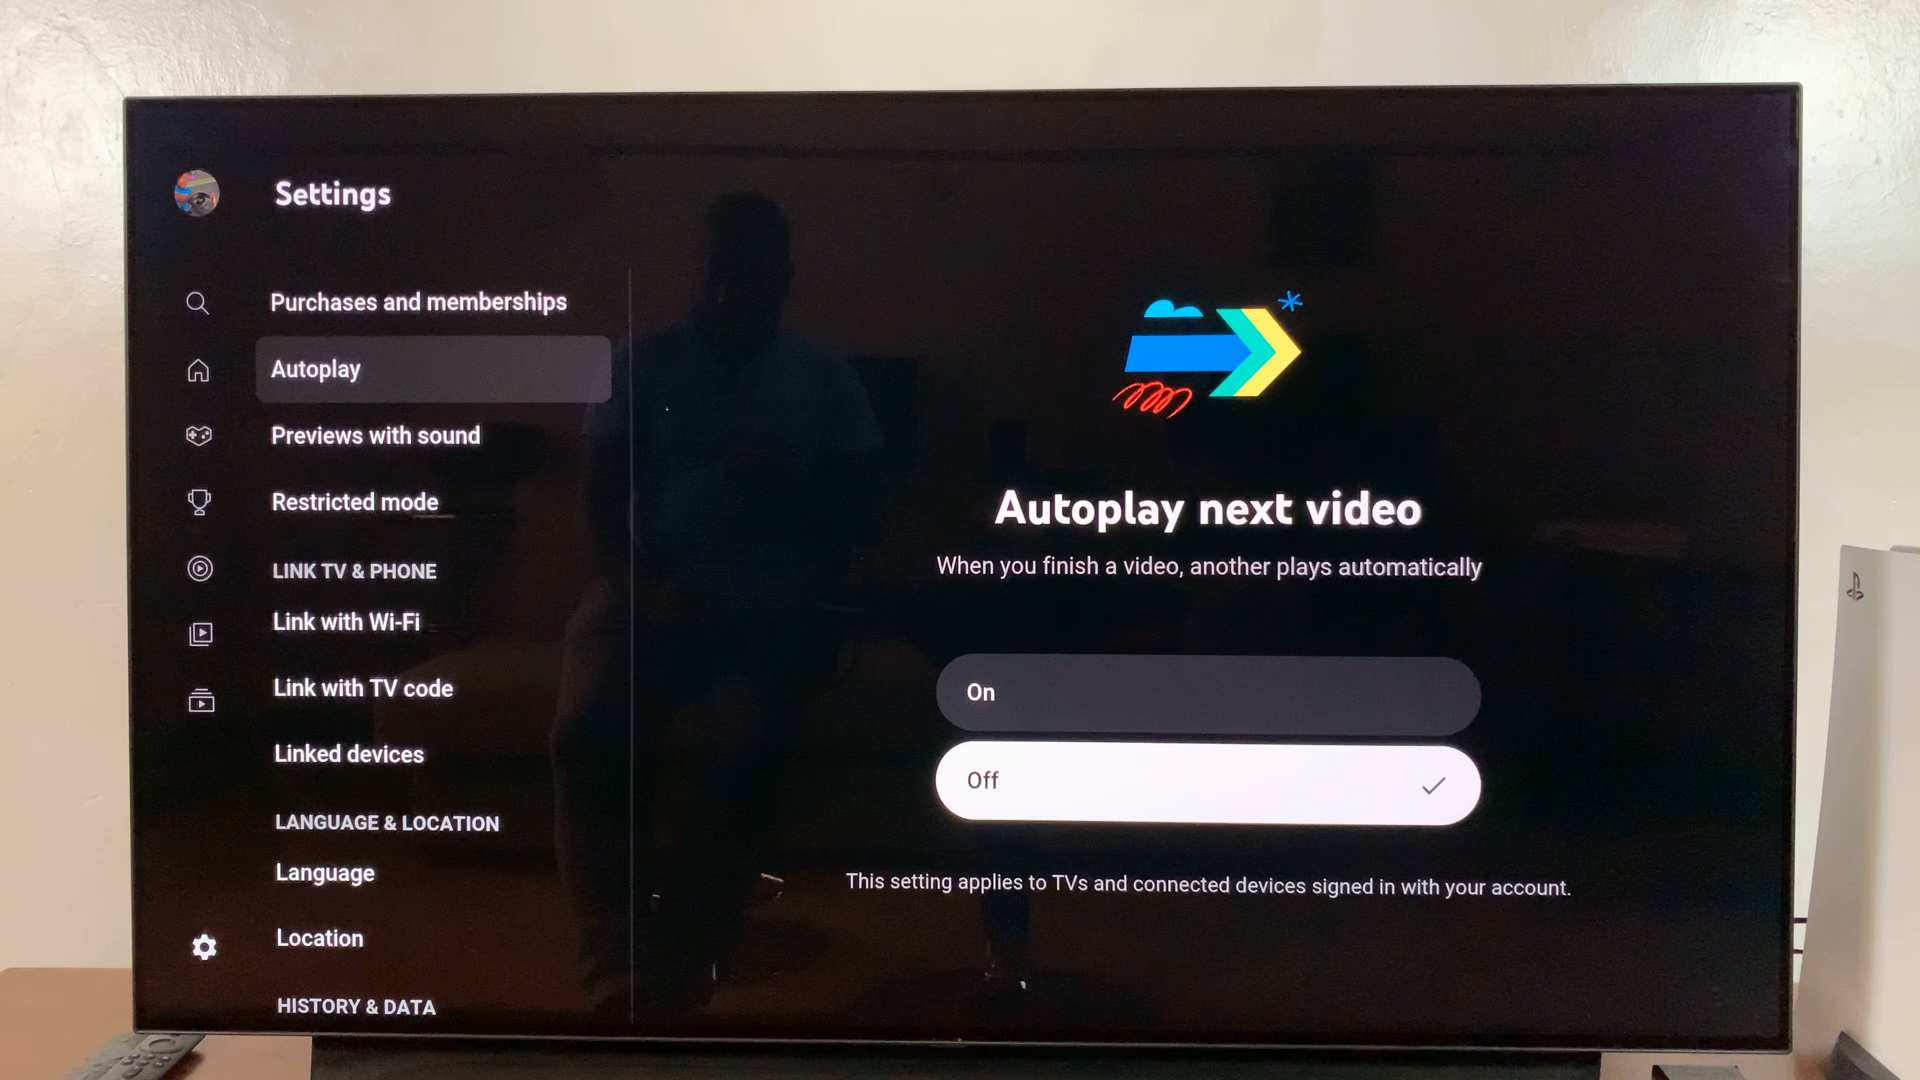 Settings
Purchases and memberships
Autoplay
Previews with sound
Restricted mode
LINK TV & PHONE
Link with Wi-Fi
Link with TV code
Linked devices
LANGUAGE & LOCATION
Language
Location
HISTORY & DATA
Autoplay next video
When you finish a video, another plays automatically
On
Off
This setting applies to TVs and connected devices signed in with your account.